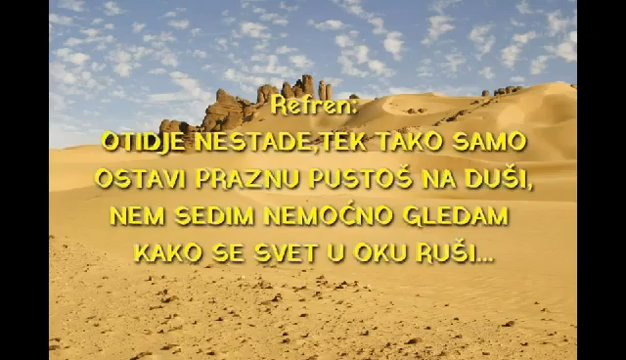 Refren:
OTIDJE NESTADE,TEK TAKO SAMO
OSTAVI PRAZNU PUSTOŠ NA DUŠI,
NEM SEDIM NEMOĆNO GLEDAM
KAKO SE SVET U OKU RUŠI...